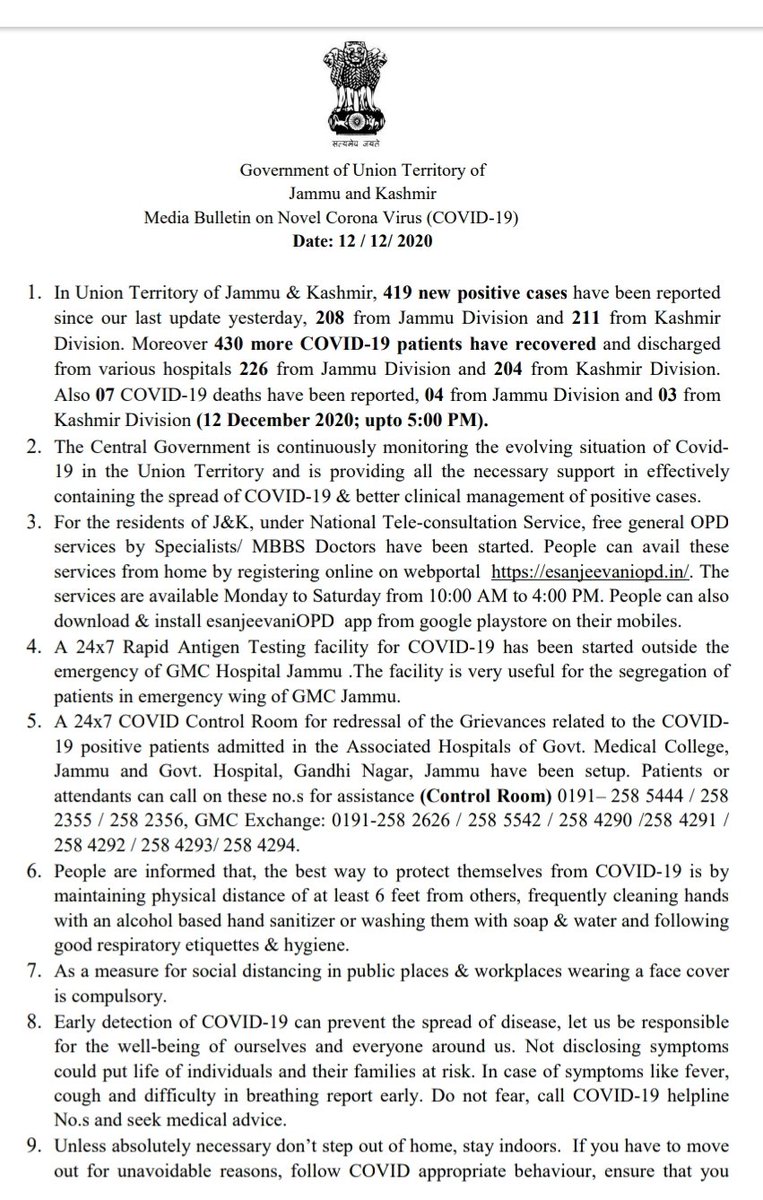 सत्यमेव जयते
Government of Union Territory of
Jammu and Kashmir
Media Bulletin on Novel Corona Virus (COVID-19)
Date: 12 / 12/ 2020
1. In Union Territory of Jammu & Kashmir, 419 new positive cases have been reported
since our last update yesterday, 208 from Jammu Division and 211 from Kashmir
Division. Moreover 430 more COVID-19 patients have recovered and discharged
from various hospitals 226 from Jammu Division and 204 from Kashmir Division.
Also 07 COVID-19 deaths have been reported, 04 from Jammu Division and 03 from
Kashmir Division (12 December 2020; upto 5:00 PM).
2. The Central Government is continuously monitoring the evolving situation of Covid-
19 in the Union Territory and is providing all the necessary support in effectively
containing the spread of COVID-19 & better clinical management of positive cases.
3. For the residents of J&K, under National Tele-consultation Service, free general OPD
services by Specialists/ MBBS Doctors have been started. People can avail these
services from home by registering online on webportal https://esanjeevaniopd.in/. The
services are available Monday to Saturday from 10:00 AM to 4:00 PM. People can also
download & install esanjeevaniOPD app from google playstore on their mobiles.
4. A 24x7 Rapid Antigen Testing facility for COVID-19 has been started outside the
emergency of GMC Hospital Jammu .The facility is very useful for the segregation of
patients in emergency wing of GMC Jammu.
5. A 24x7 COVID Control Room for redressal of the Grievances related to the COVID-
19 positive patients admitted in the Associated Hospitals of Govt. Medical College,
Jammu and Govt. Hospital, Gandhi Nagar, Jammu have been setup. Patients or
attendants can call on these no.s for assistance (Control Room) 0191– 258 5444 / 258
2355 / 258 2356, GMC Exchange: 0191-258 2626 / 258 5542 / 258 4290 /258 4291 /
258 4292 / 258 4293/ 258 4294.
6. People are informed that, the best way to protect themselves from COVID-19 is by
maintaining physical distance of at least 6 feet from others, frequently cleaning hands
with an alcohol based hand sanitizer or washing them with soap & water and following
good respiratory etiquettes & hygiene.
7. As a measure for social distancing in public places & workplaces wearing a face cover
is compulsory.
8. Early detection of COVID-19 can prevent the spread of disease, let us be responsible
for the well-being of ourselves and everyone around us. Not disclosing symptoms
could put life of individuals and their families at risk. In case of symptoms like fever,
cough and difficulty in breathing report early. Do not fear, call COVID-19 helpline
No.s and seek medical advice.
9. Unless absolutely necessary don’t step out of home, stay indoors. If you have to move
out for unavoidable reasons, follow COVID appropriate behaviour, ensure that you